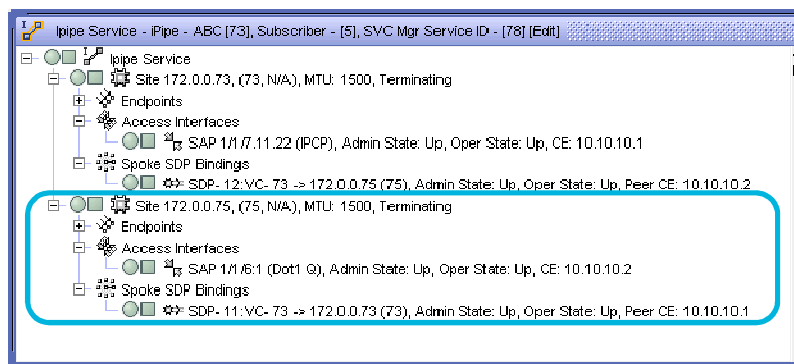 Ipipe Service - iPipe - ABC [73], Subscriber - [5], SVC Mgr Service ID - [78] [Edit]
Ipipe Service
Site 172.0.0.73, (73, N/A), MTU: 1500, Terminating
Endpoints
Access Interfaces
SAP 1/1/7.11.22 (IPCP), Admin State: Up, Oper State: Up, CE: 10.10.10.1
Spoke SDP Bindings
SDP- 12:VC- 73 -> 172.0.0.75 (75), Admin State: Up, Oper State: Up, Peer CE: 10.10.10.2
Site 172.0.0.75, (75, N/A), MTU: 1500, Terminating
Endpoints
Access Interfaces
SAP 1/1/6:1 (Dot1 Q), Admin State: Up, Oper State: Up, CE: 10.10.10.2
Spoke SDP Bindings
SDP- 11:VC- 73 -> 172.0.0.73 (73), Admin State: Up, Oper State: Up, Peer CE: 10.10.10.1